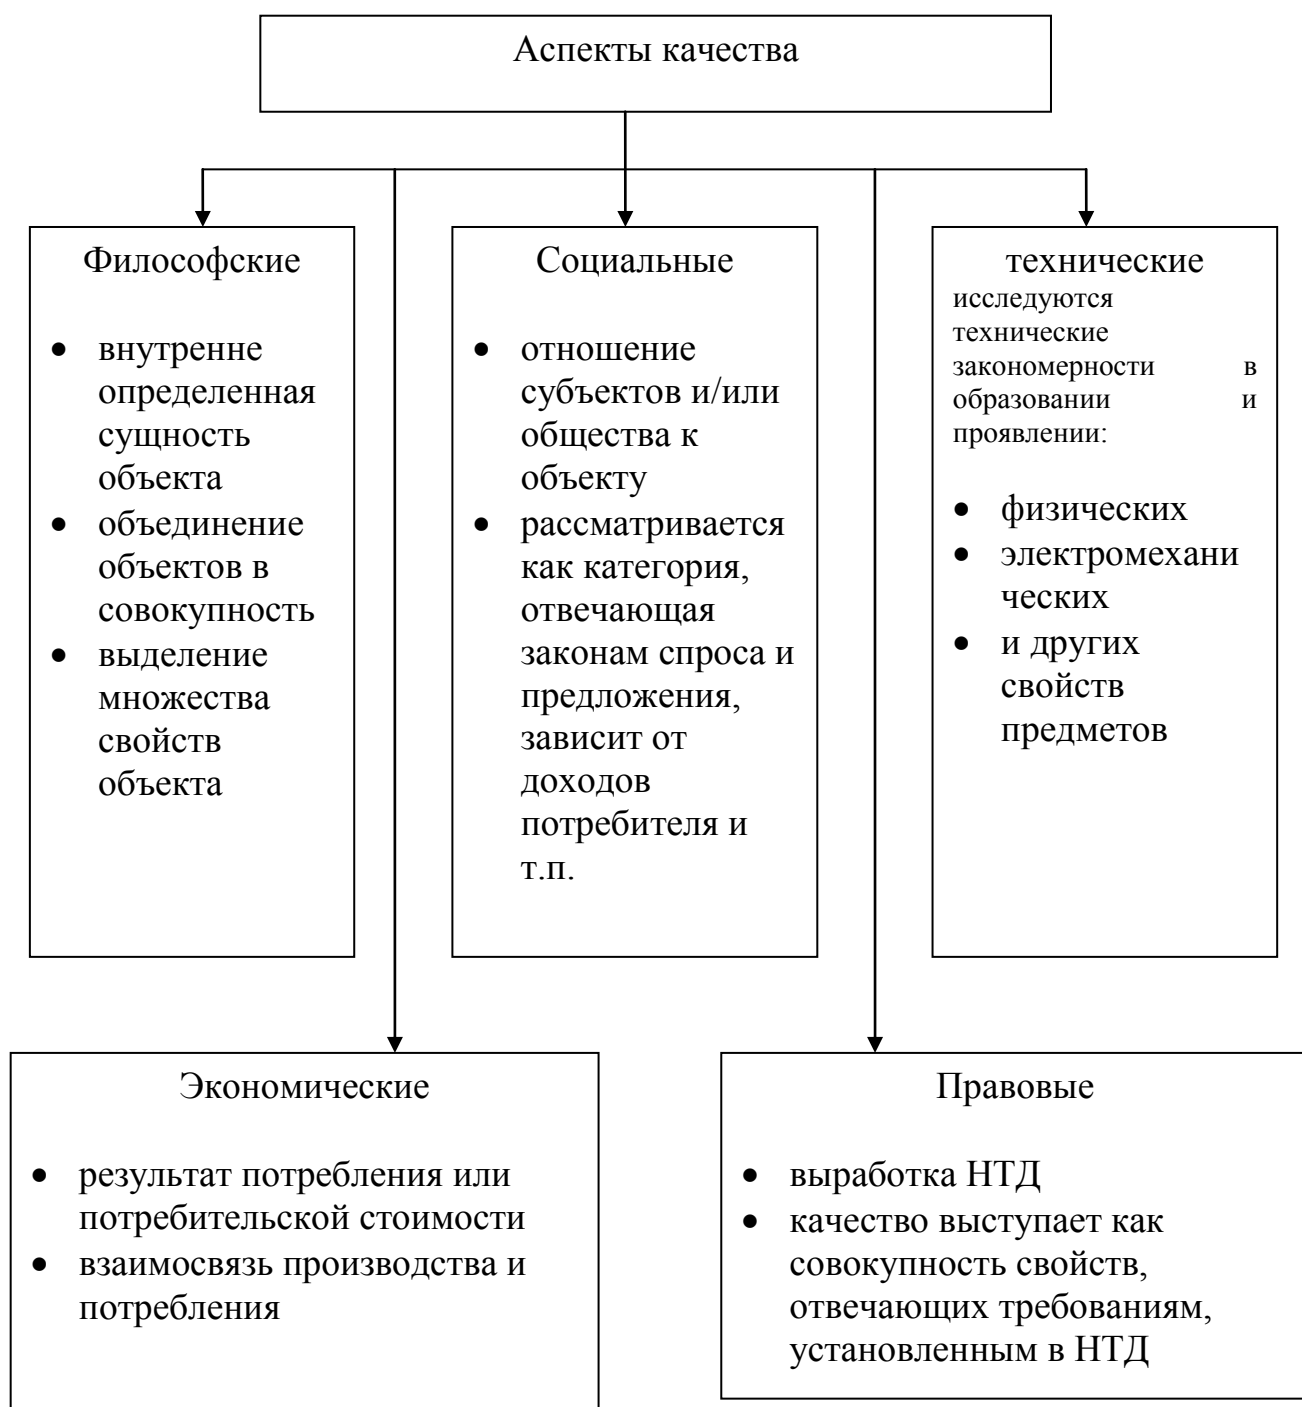 Аспекты качества
Философские
• внутренне
определенная
сущность
объекта
• объединение
объектов в
совокупность
• выделение
множества
свойств
объекта
Социальные
• отношение
субъектов и/или
общества к
объекту
• рассматривается
как категория,
отвечающая
законам спроса и
предложения,
зависит от
доходов
потребителя и
т.п.
технические
исследуются
технические
закономерности в
образовании и
проявлении:
• физических
• электромехани
ческих
• и других
свойств
предметов
Экономические
• результат потребления или
потребительской стоимости
• взаимосвязь производства и
потребления
Правовые
• выработка НТД
• качество выступает как
совокупность свойств,
отвечающих требованиям,
установленным в НТД